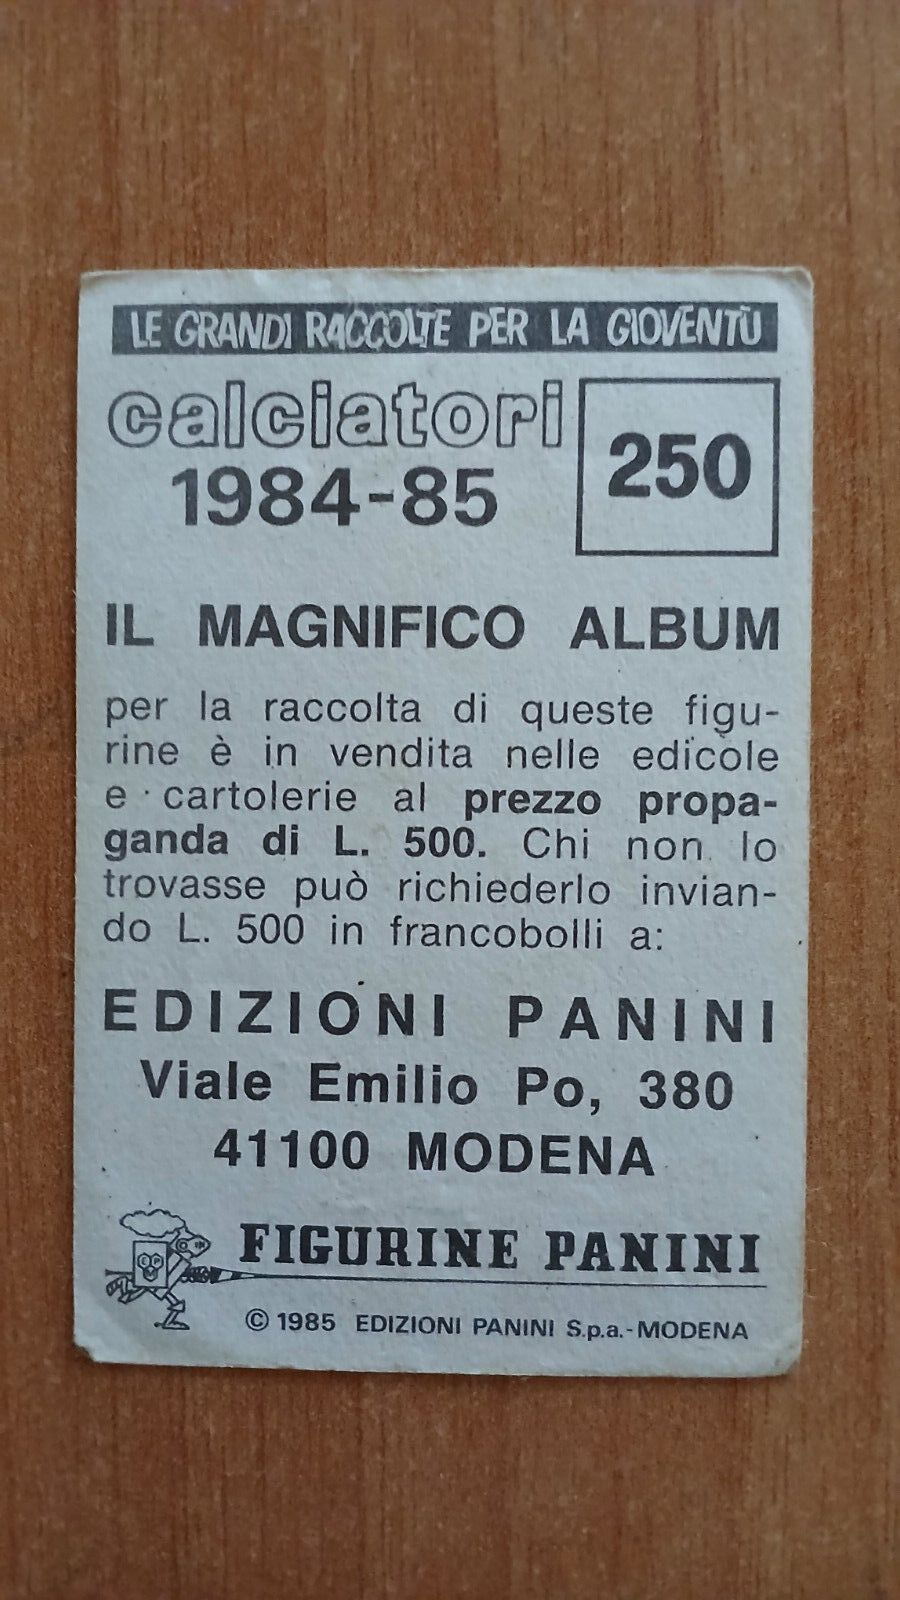 LE GRANDI RACCOLTE PER LA GIOVENTÙ
calciatori
1984-85
250
IL MAGNIFICO ALBUM
per la raccolta di queste figu-
rine è in vendita nelle edicole
e cartolerie al prezzo propa-
ganda di L. 500. Chi non lo
trovasse può richiederlo invian-
do L. 500 in francobolli a:
EDIZIONI PANINI
Viale Emilio Po, 380
41100 MODENA
FIGURINE PANINI
© 1985 EDIZIONI PANINI S.p.a.-MODENA